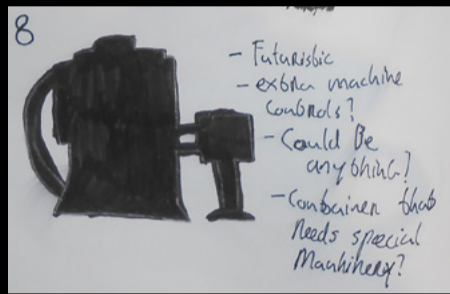 8
- Futuristic
- extra machine
controls?
- Could Be
anything?
- Container that
Needs special
Machinery?